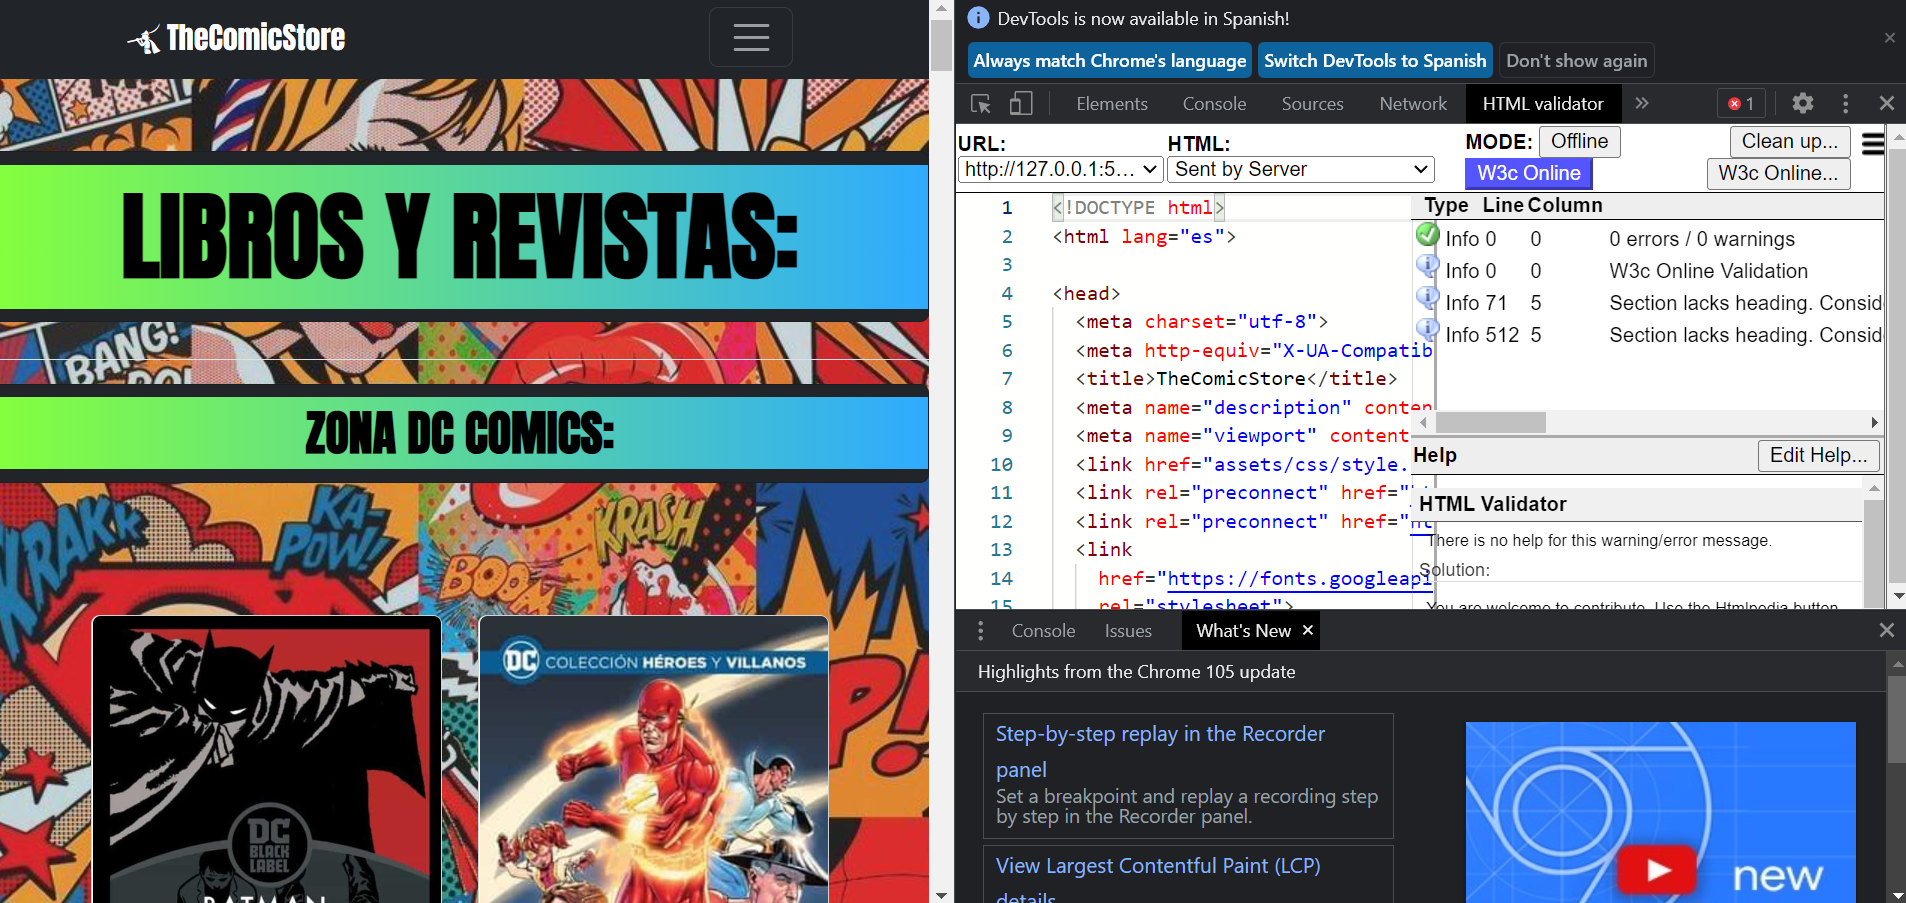 TheComicStore
LIBROS Y REVISTAS:
BANG!
ZONA DC COMICS:
KRAKK
KA-
POW!
KRASH
BOOM
DC COLECCIÓN HÉROES Y VILLANOS
DC
BLACK
LABEL
BATMAN
DevTools is now available in Spanish!
Always match Chrome's language
Switch DevTools to Spanish
Don't show again
Elements
Console
Sources
Network
HTML validator
1
URL:
HTML:
MODE:
Offline
Clean up...
http://127.0.0.1:5...
Sent by Server
W3c Online
W3c Online...
1 <!DOCTYPE html>
2 <html lang="es">
3
4 <head>
5 <meta charset="utf-8">
6 <meta http-equiv="X-UA-Compatib
7 <title>TheComicStore</title>
8 <meta name="description" conten
9 <meta name="viewport" content
10 <link href="assets/css/style.
11 <link rel="preconnect" href="
12 <link rel="preconnect" href="ht
13 <link
14 href="https://fonts.googleapi
15 rel="stylesheet">
Type Line Column
Info 0 0 0 errors / 0 warnings
Info 0 0 W3c Online Validation
Info 71 5 Section lacks heading. Consid
Info 512 5 Section lacks heading. Consid
Help
Edit Help...
HTML Validator
There is no help for this warning/error message.
Solution:
You are welcome to contribute. Use the Htmlpedia button
Console
Issues
What's New
Highlights from the Chrome 105 update
Step-by-step replay in the Recorder
panel
Set a breakpoint and replay a recording step
by step in the Recorder panel.
View Largest Contentful Paint (LCP)
details
new